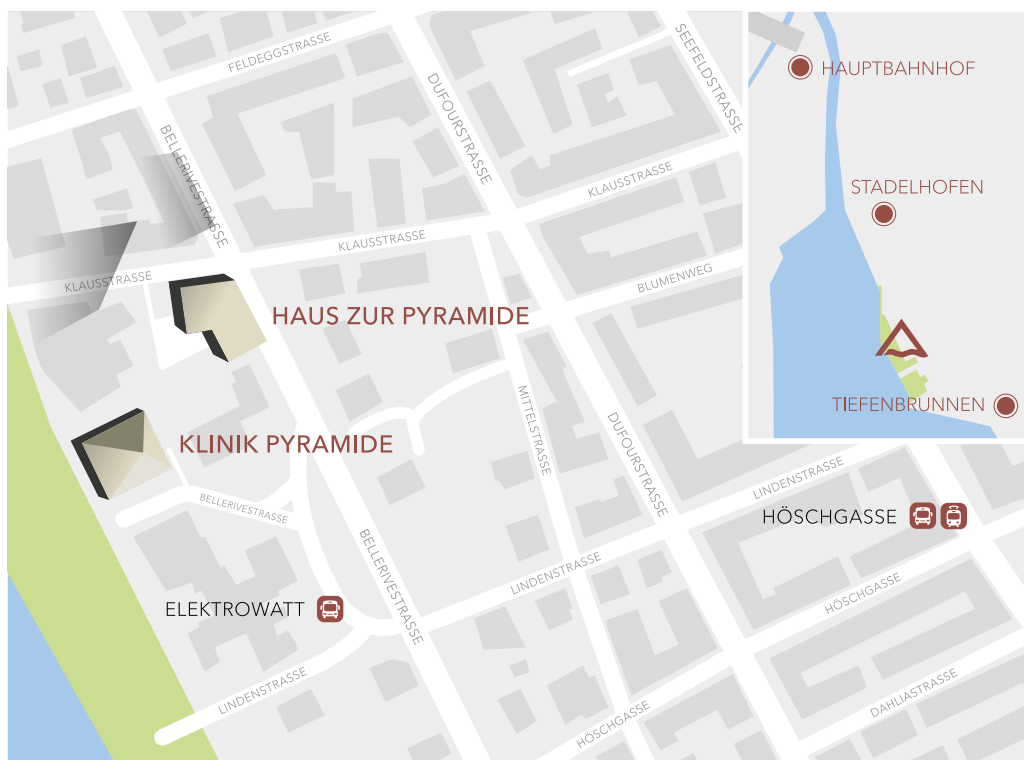 FELDEGGSTRASSE
DUFOURSTRASSE
SEEFELDSTRASSE
HAUPTBAHNHOF
BELLERIVESTRASSE
KLAUSSTRASSE
STADELHOFEN
KLAUSSTRASSE
KLAUSSTRASSE
BLUMENWEG
HAUS ZUR PYRAMIDE
TIEFENBRUNNEN
MITTELSTRASSE
DUFOURSTRASSE
KLINIK PYRAMIDE
LINDENSTRASSE
BELLERIVESTRASSE
HÖSCHGASSE
BELLERIVESTRASSE
LINDENSTRASSE
HÖSCHGASSE
ELEKTROWATT
LINDENSTRASSE
DAHLIASTRASSE
HÖSCHGASSE